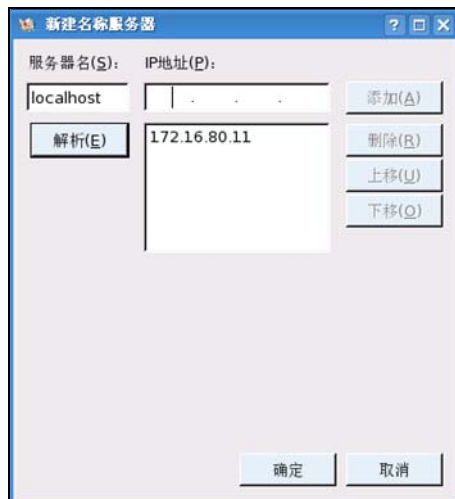 新建名称服务器
服务器名(S): IP地址(P):
localhost . . . 添加(A)
解析(E) 172.16.80.11 删除(R)
上移(U)
下移(O)
确定 取消